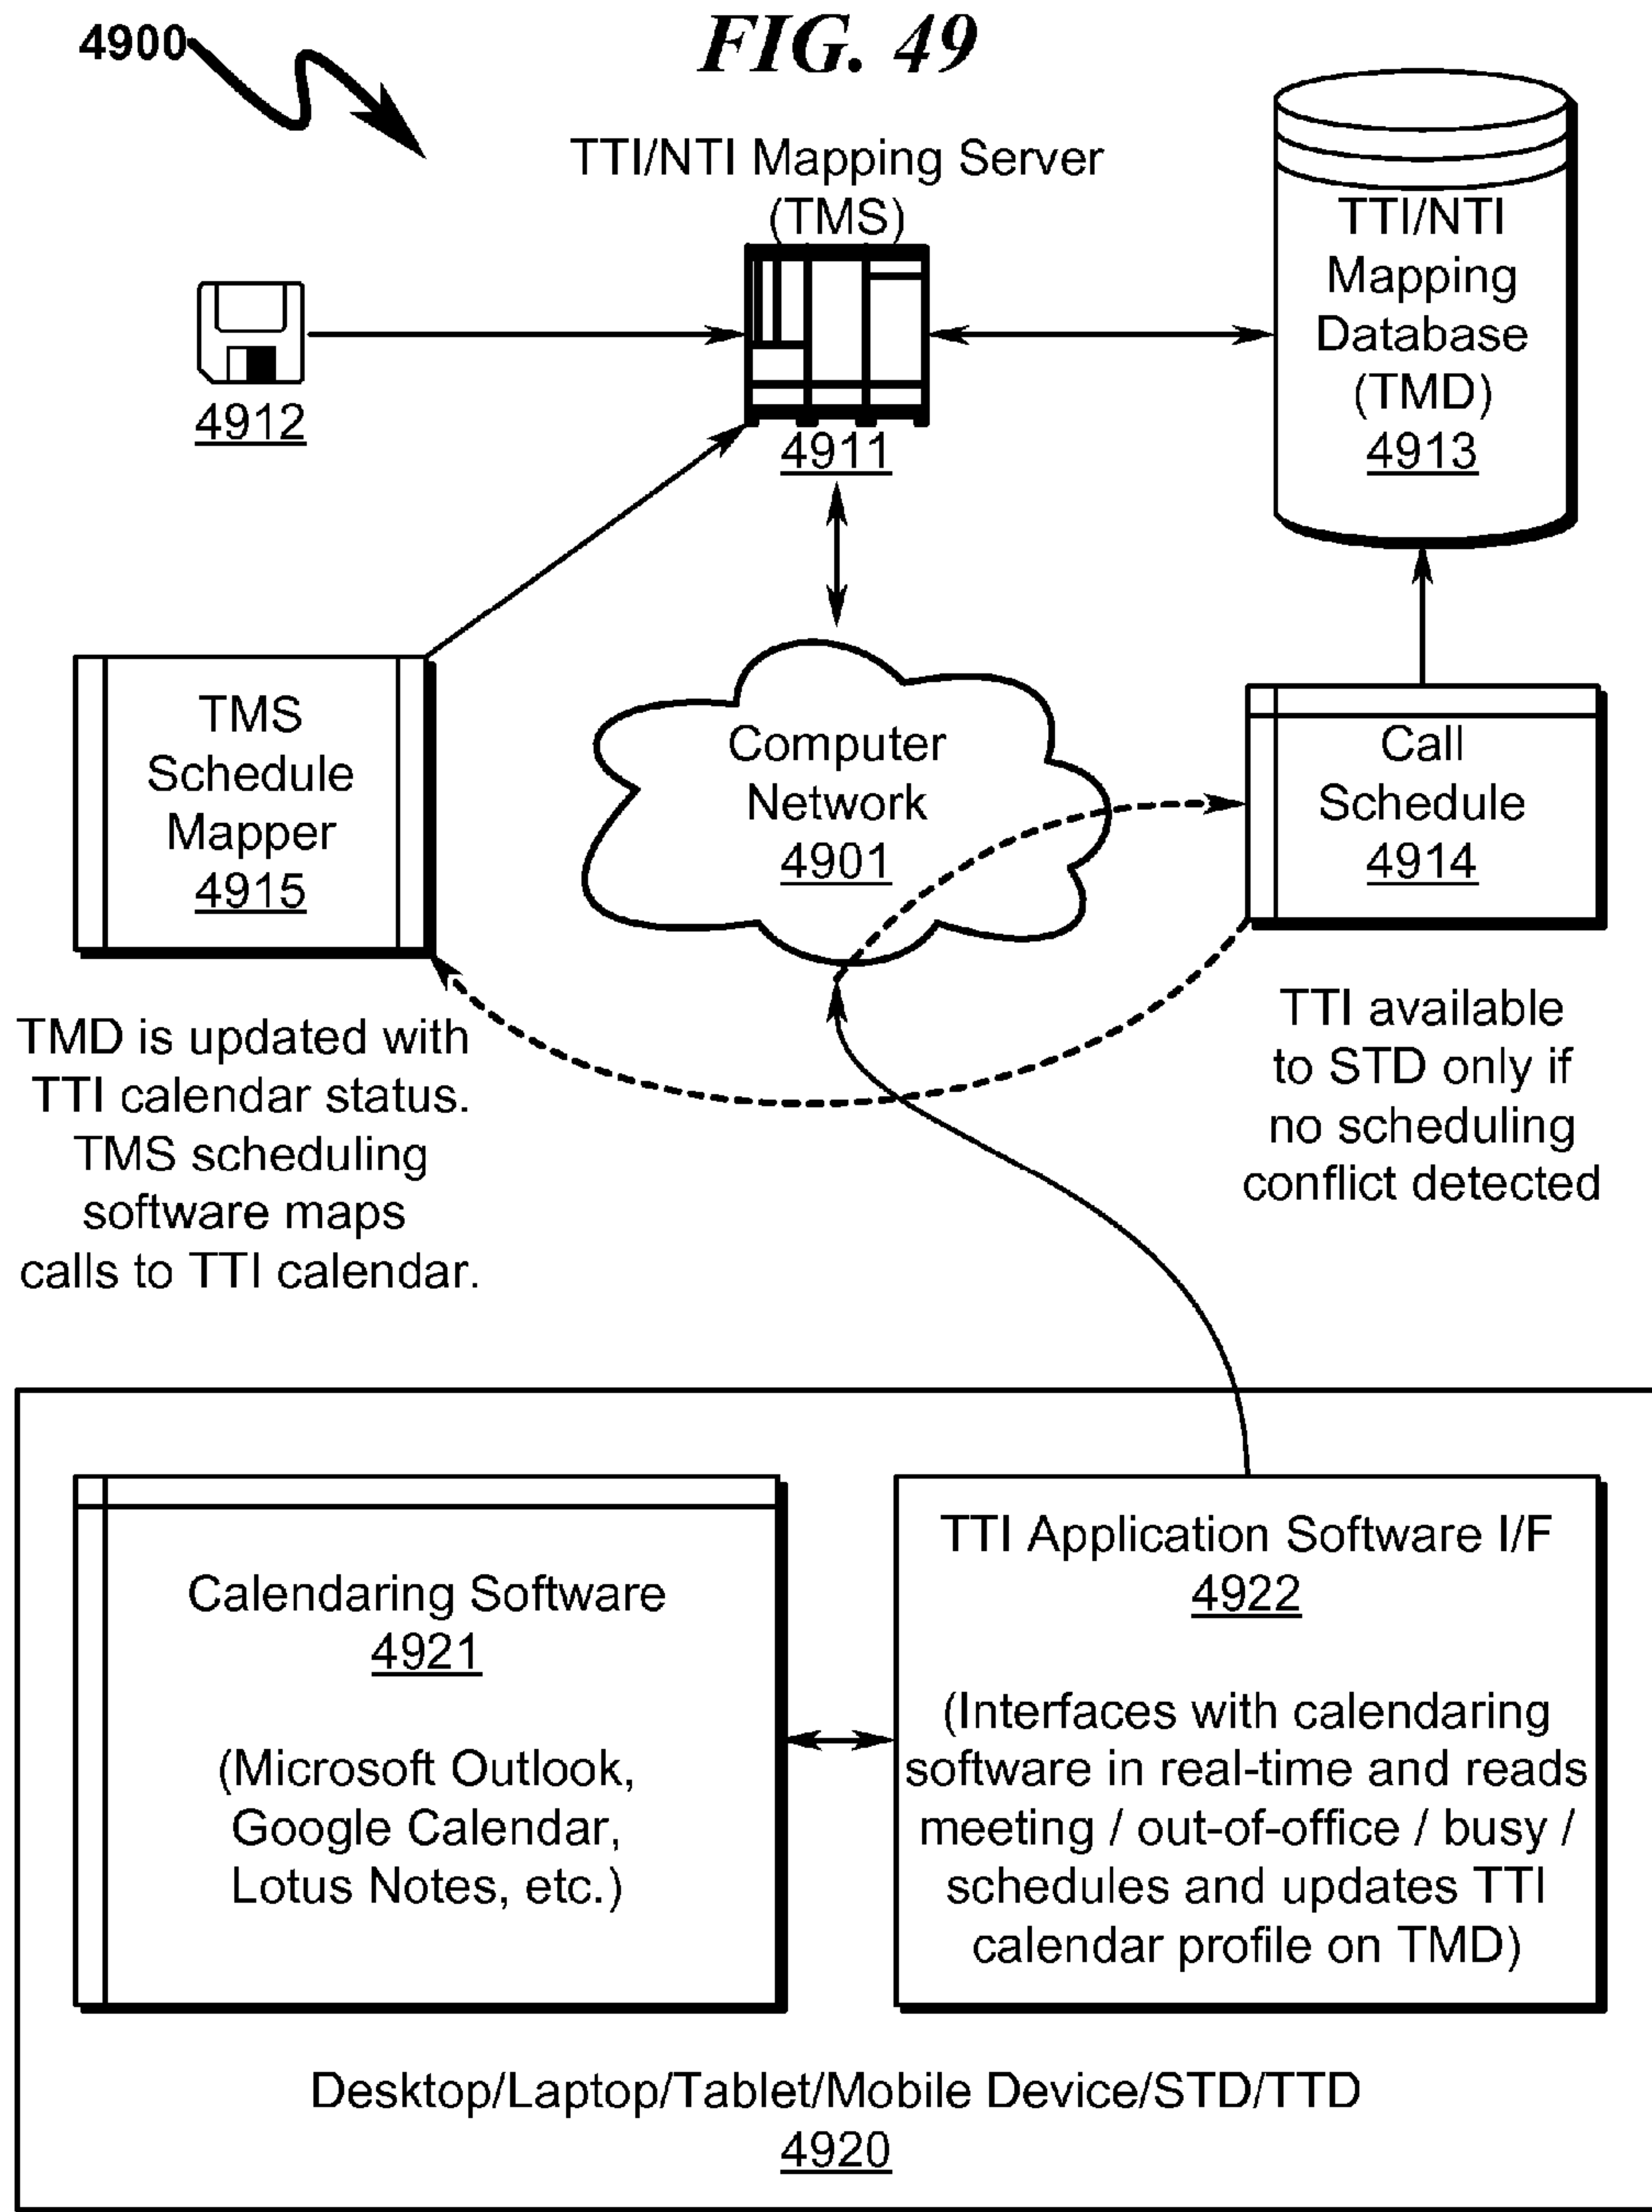 4900
FIG. 49
TTI/NTI Mapping Server
(TMS)
4911
4912
TTI/NTI
Mapping
Database
(TMD)
4913
TMS
Schedule
Mapper
4915
Computer
Network
4901
Call
Schedule
4914
TMD is updated with
TTI calendar status.
TMS scheduling
software maps
calls to TTI calendar.
TTI available
to STD only if
no scheduling
conflict detected
Calendaring Software
4921
(Microsoft Outlook,
Google Calendar,
Lotus Notes, etc.)
TTI Application Software I/F
4922
(Interfaces with calendaring
software in real-time and reads
meeting / out-of-office / busy /
schedules and updates TTI
calendar profile on TMD)
Desktop/Laptop/Tablet/Mobile Device/STD/TTD
4920